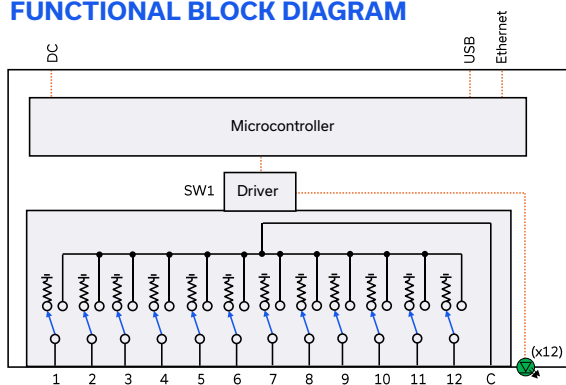 FUNCTIONAL BLOCK DIAGRAM
DC
USB
Ethernet
Microcontroller
SW1
Driver
(x12)
1 2 3 4 5 6 7 8 9 10 11 12 C